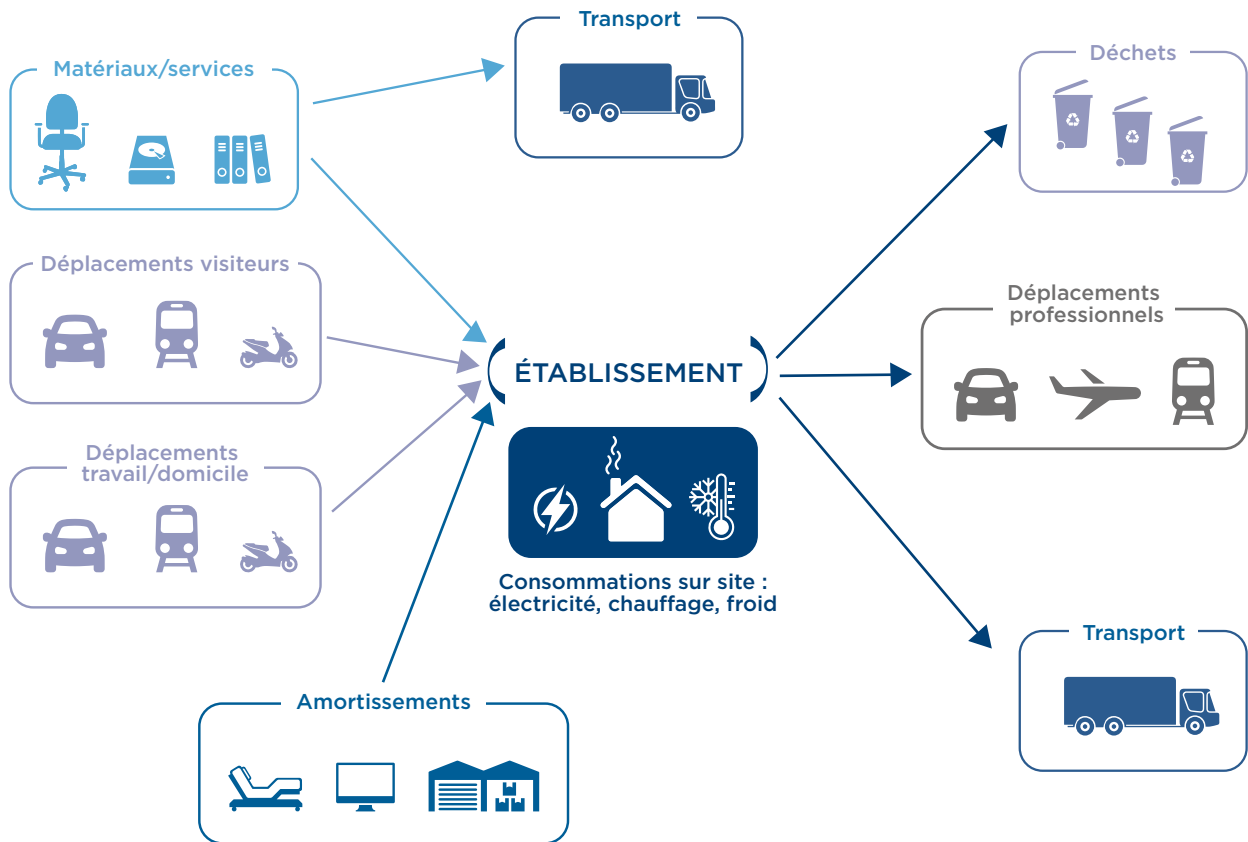 Transport
Matériaux/services
Déchets
Déplacements visiteurs
Déplacements
professionnels
ÉTABLISSEMENT
Déplacements
travail/domicile
Consommations sur site :
électricité, chauffage, froid
Transport
Amortissements